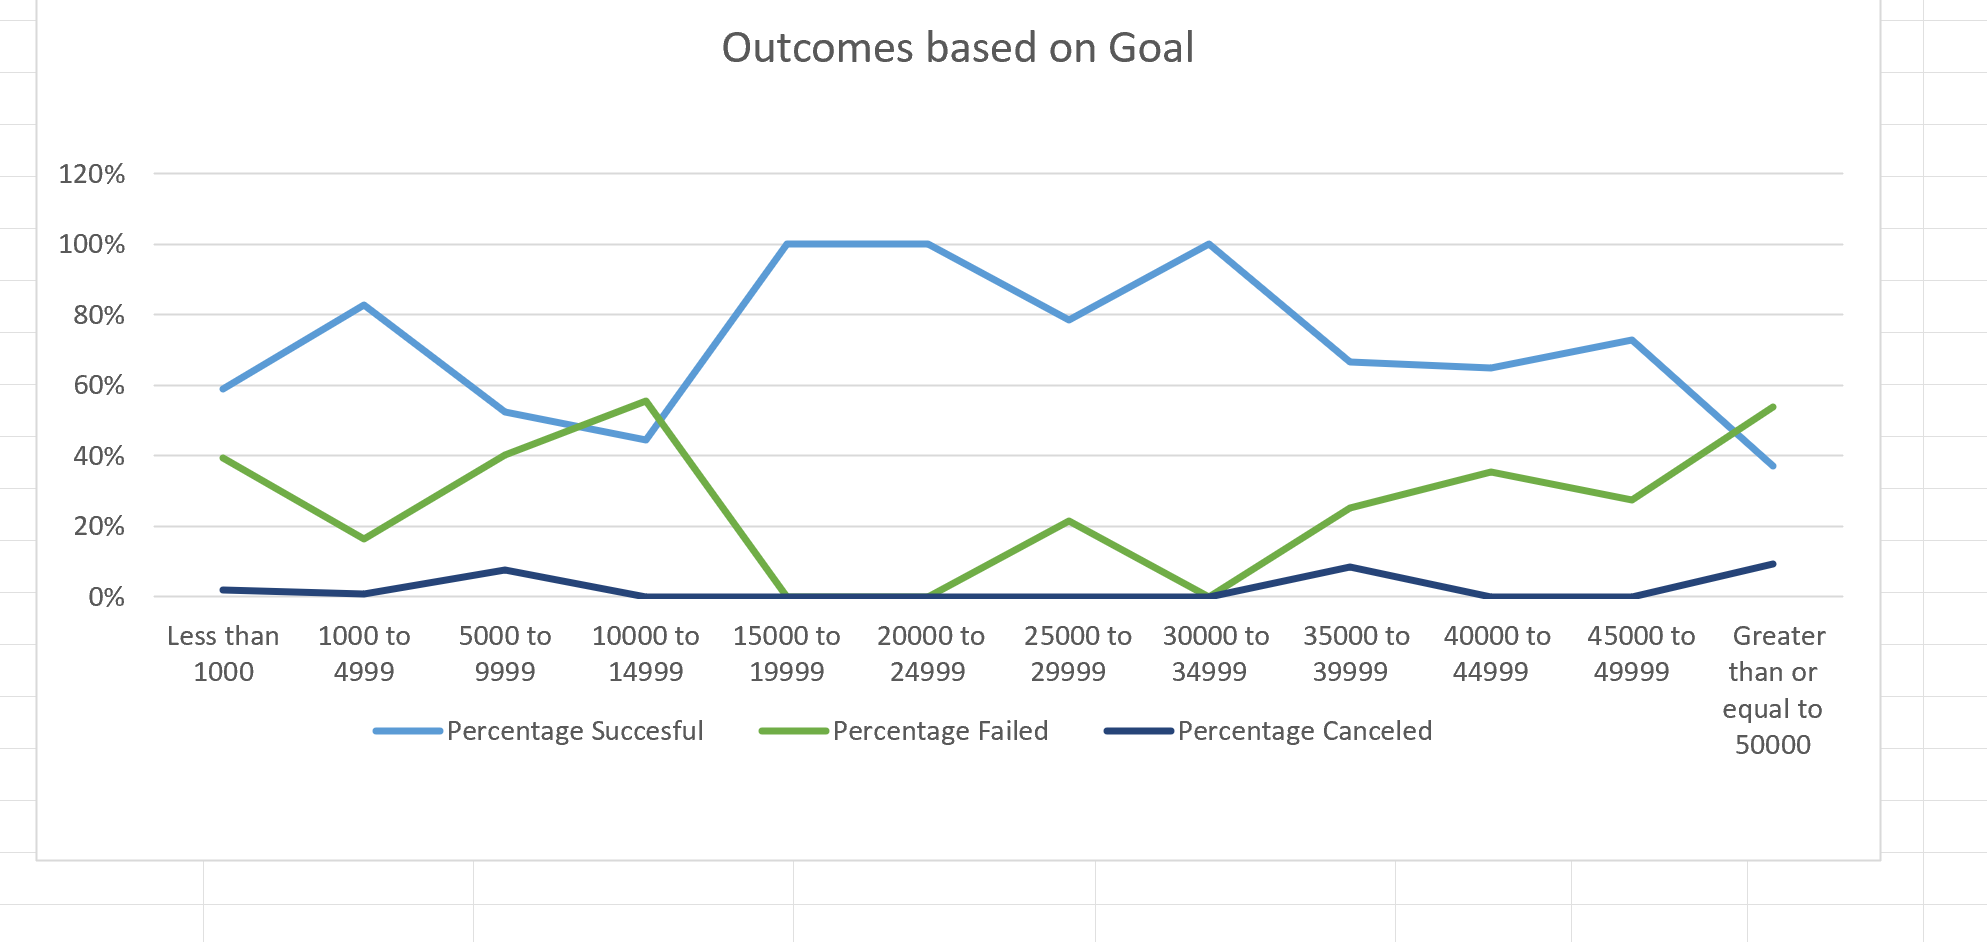 Outcomes based on Goal
120%
100%
80%
60%
40%
20%
0%
Less than 1000 to 5000 to 10000 to 15000 to 20000 to 25000 to 30000 to 35000 to 40000 to 45000 to Greater
1000 4999 9999 14999 19999 24999 29999 34999 39999 44999 49999 than or
equal to
50000
Percentage Succesful Percentage Failed Percentage Canceled